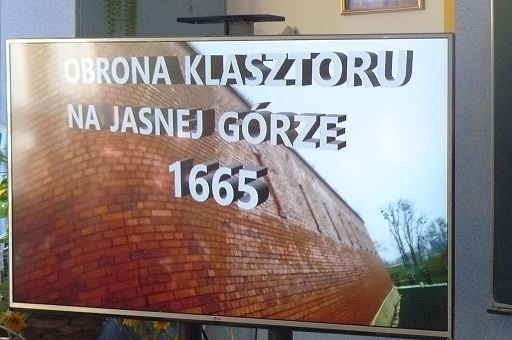 OBRONA KLASZTORU
NA JASNEJ GÓRZE
1665